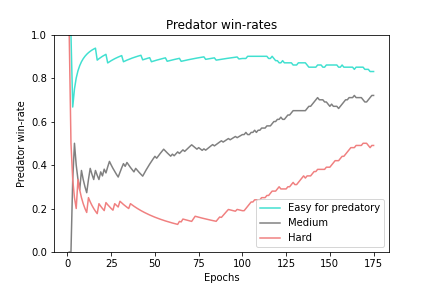 Predator win-rates
Predator win-rate
1.0
0.8
0.6
0.4
0.2
0.0
0
25
50
75
100
125
150
175
Epochs
Easy for predatory
Medium
Hard